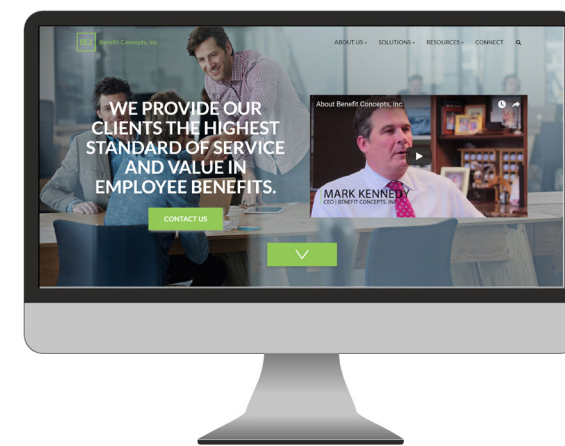 BCI Benefit Concepts, Inc.
ABOUT US SOLUTIONS RESOURCES CONNECT
WE PROVIDE OUR
CLIENTS THE HIGHEST
STANDARD OF SERVICE
AND VALUE IN
EMPLOYEE BENEFITS.
CONTACT US
About Benefit Concepts, Inc.
MARK KENNEDY
CEO | BENEFIT CONCEPTS, INC.